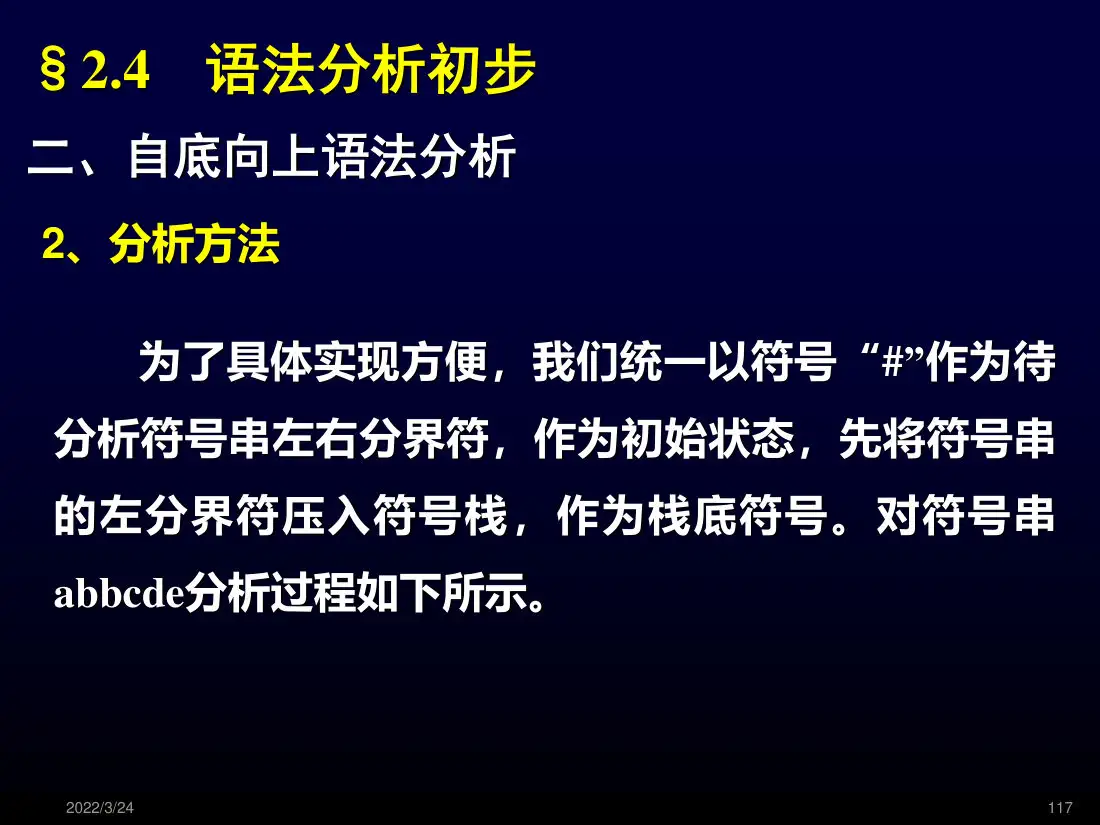 §2.4 语法分析初步
二、自底向上语法分析
2、分析方法
为了具体实现方便，我们统一以符号“#”作为待
分析符号串左右分界符，作为初始状态，先将符号串
的左分界符压入符号栈，作为栈底符号。对符号串
abbcde分析过程如下所示。
2022/3/24
117